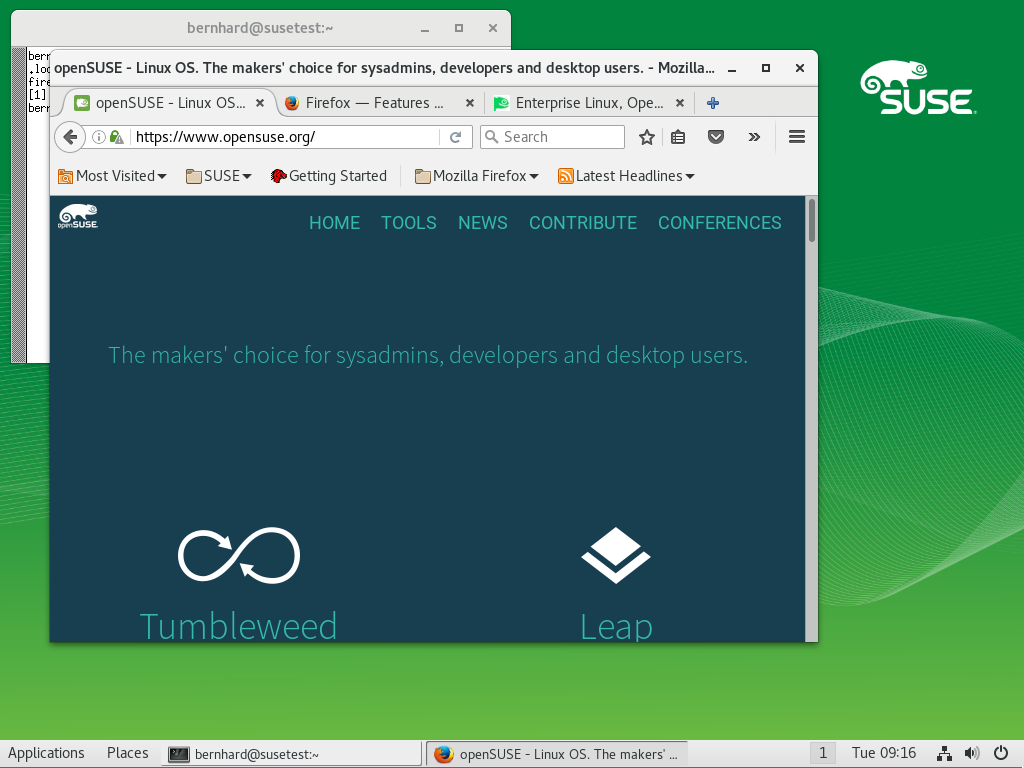 bernhard@susetest:~
bern
.loc
fire
[1]
bern
openSUSE - Linux OS. The makers' choice for sysadmins, developers and desktop users. - Mozilla...
openSUSE - Linux OS... Firefox — Features ... Enterprise Linux, Ope...
https://www.opensuse.org/ Search
Most Visited SUSE Getting Started Mozilla Firefox Latest Headlines
openSUSE. HOME TOOLS NEWS CONTRIBUTE CONFERENCES
The makers' choice for sysadmins, developers and desktop users.
Tumbleweed Leap
SUSE.
Applications Places bernhard@susetest:~ openSUSE - Linux OS. The makers' ... 1 Tue 09:16